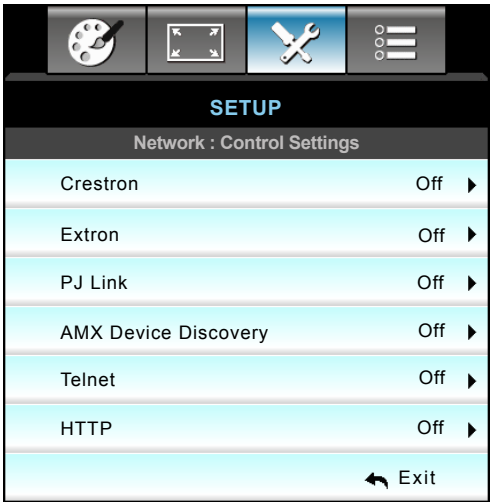 SETUP
Network : Control Settings
Crestron Off
Extron Off
PJ Link Off
AMX Device Discovery Off
Telnet Off
HTTP Off
Exit